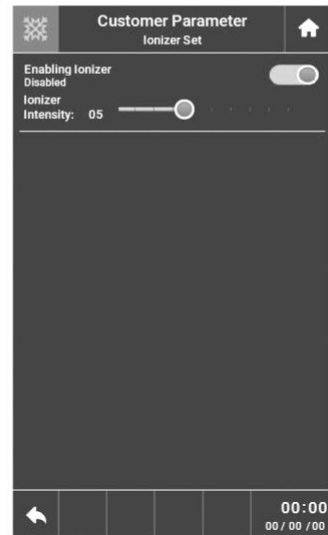 Customer Parameter
Ionizer Set
Enabling Ionizer
Disabled
Ionizer
Intensity: 05
00:00
00/ 00 /00